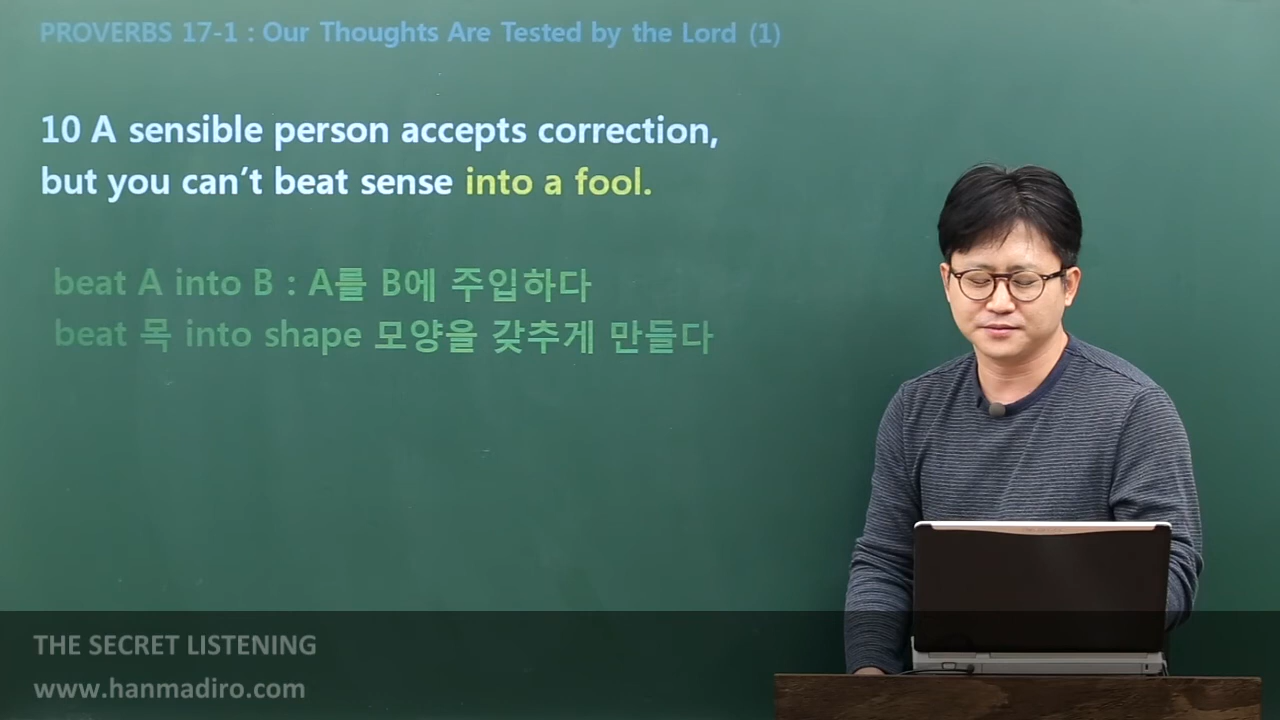 PROVERBS 17-1 : Our Thoughts Are Tested by the Lord (1)
10 A sensible person accepts correction,
but you can't beat sense into a fool.
beat A into B : A를 B에 주입하다
beat 목 into shape 모양을 갖추게 만들다
THE SECRET LISTENING
www.hanmadiro.com